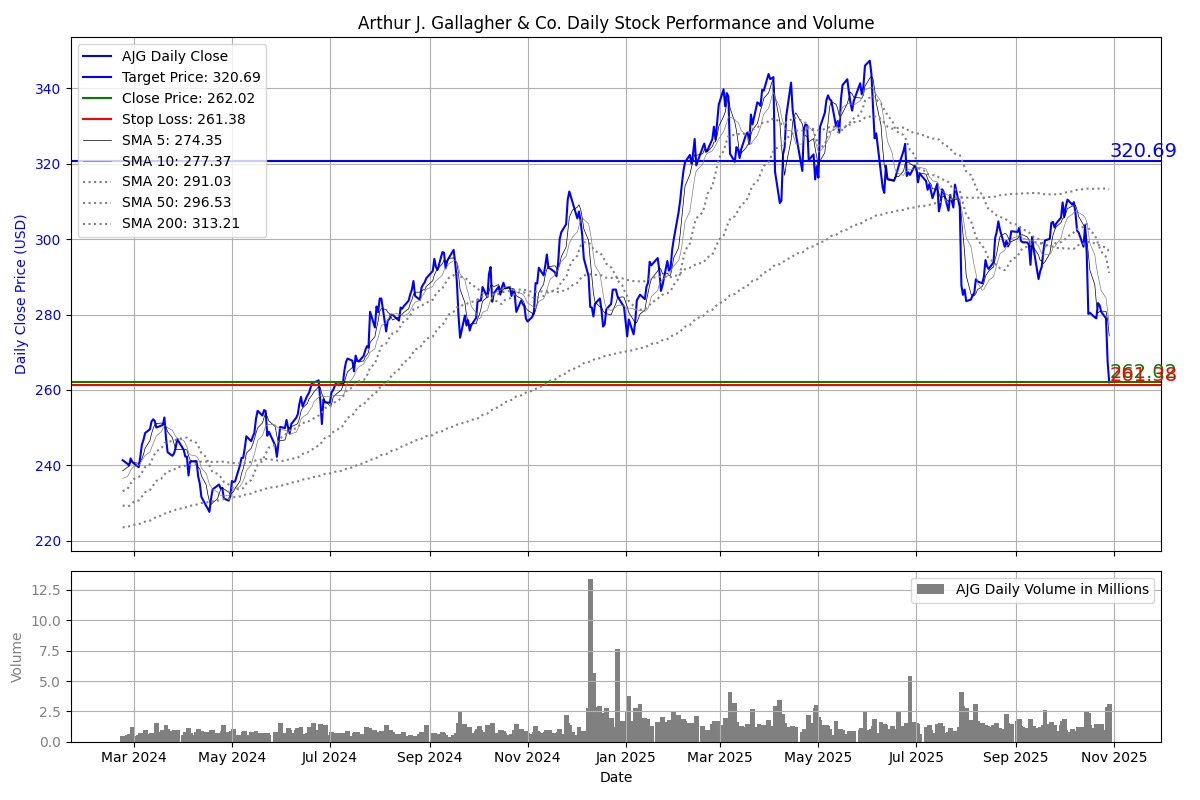 Arthur J. Gallagher & Co. Daily Stock Performance and Volume
Daily Close Price (USD)
340
320
300
280
260
240
220
AJG Daily Close
Target Price: 320.69
Close Price: 262.02
Stop Loss: 261.38
SMA 5: 274.35
SMA 10: 277.37
SMA 20: 291.03
SMA 50: 296.53
SMA 200: 313.21
320.69
262.02
261.38
Volume
12.5
10.0
7.5
5.0
2.5
0.0
AJG Daily Volume in Millions
Mar 2024
May 2024
Jul 2024
Sep 2024
Nov 2024
Jan 2025
Mar 2025
May 2025
Jul 2025
Sep 2025
Nov 2025
Date